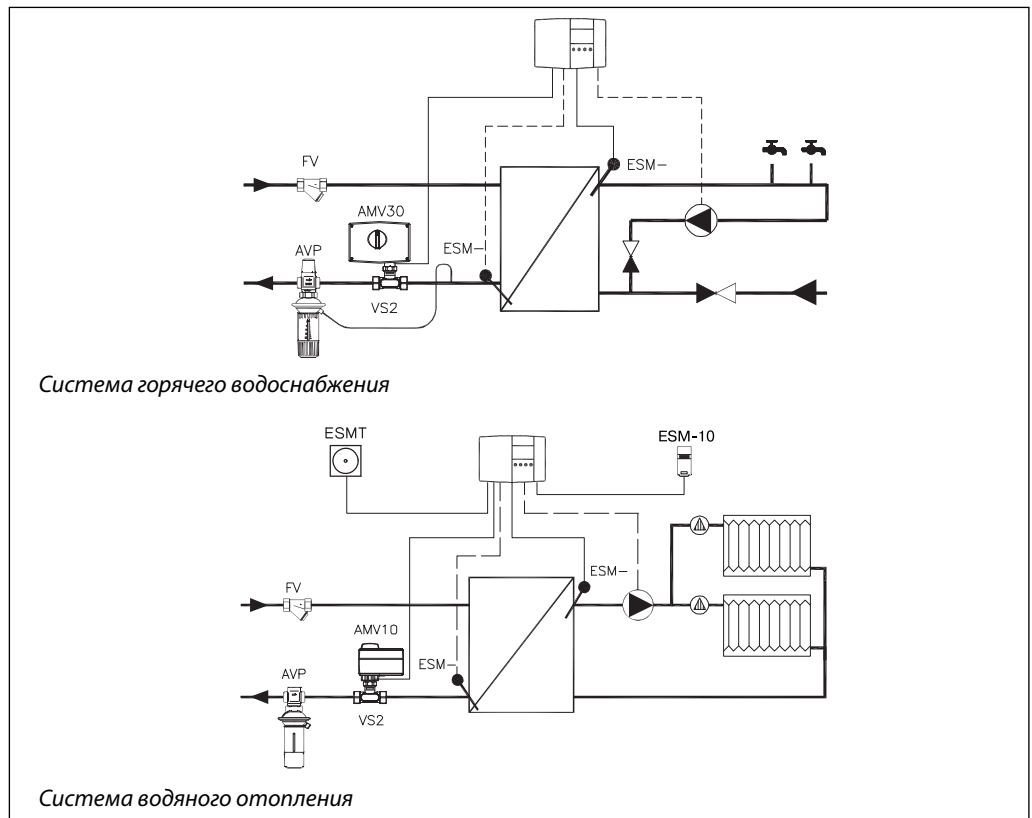 FV
ESM-
AMV30
AVP
ESM-
VS2
Система горячего водоснабжения
ESMT
ESM-10
ESM-
FV
AMV10
AVP
ESM-
VS2
Система водяного отопления